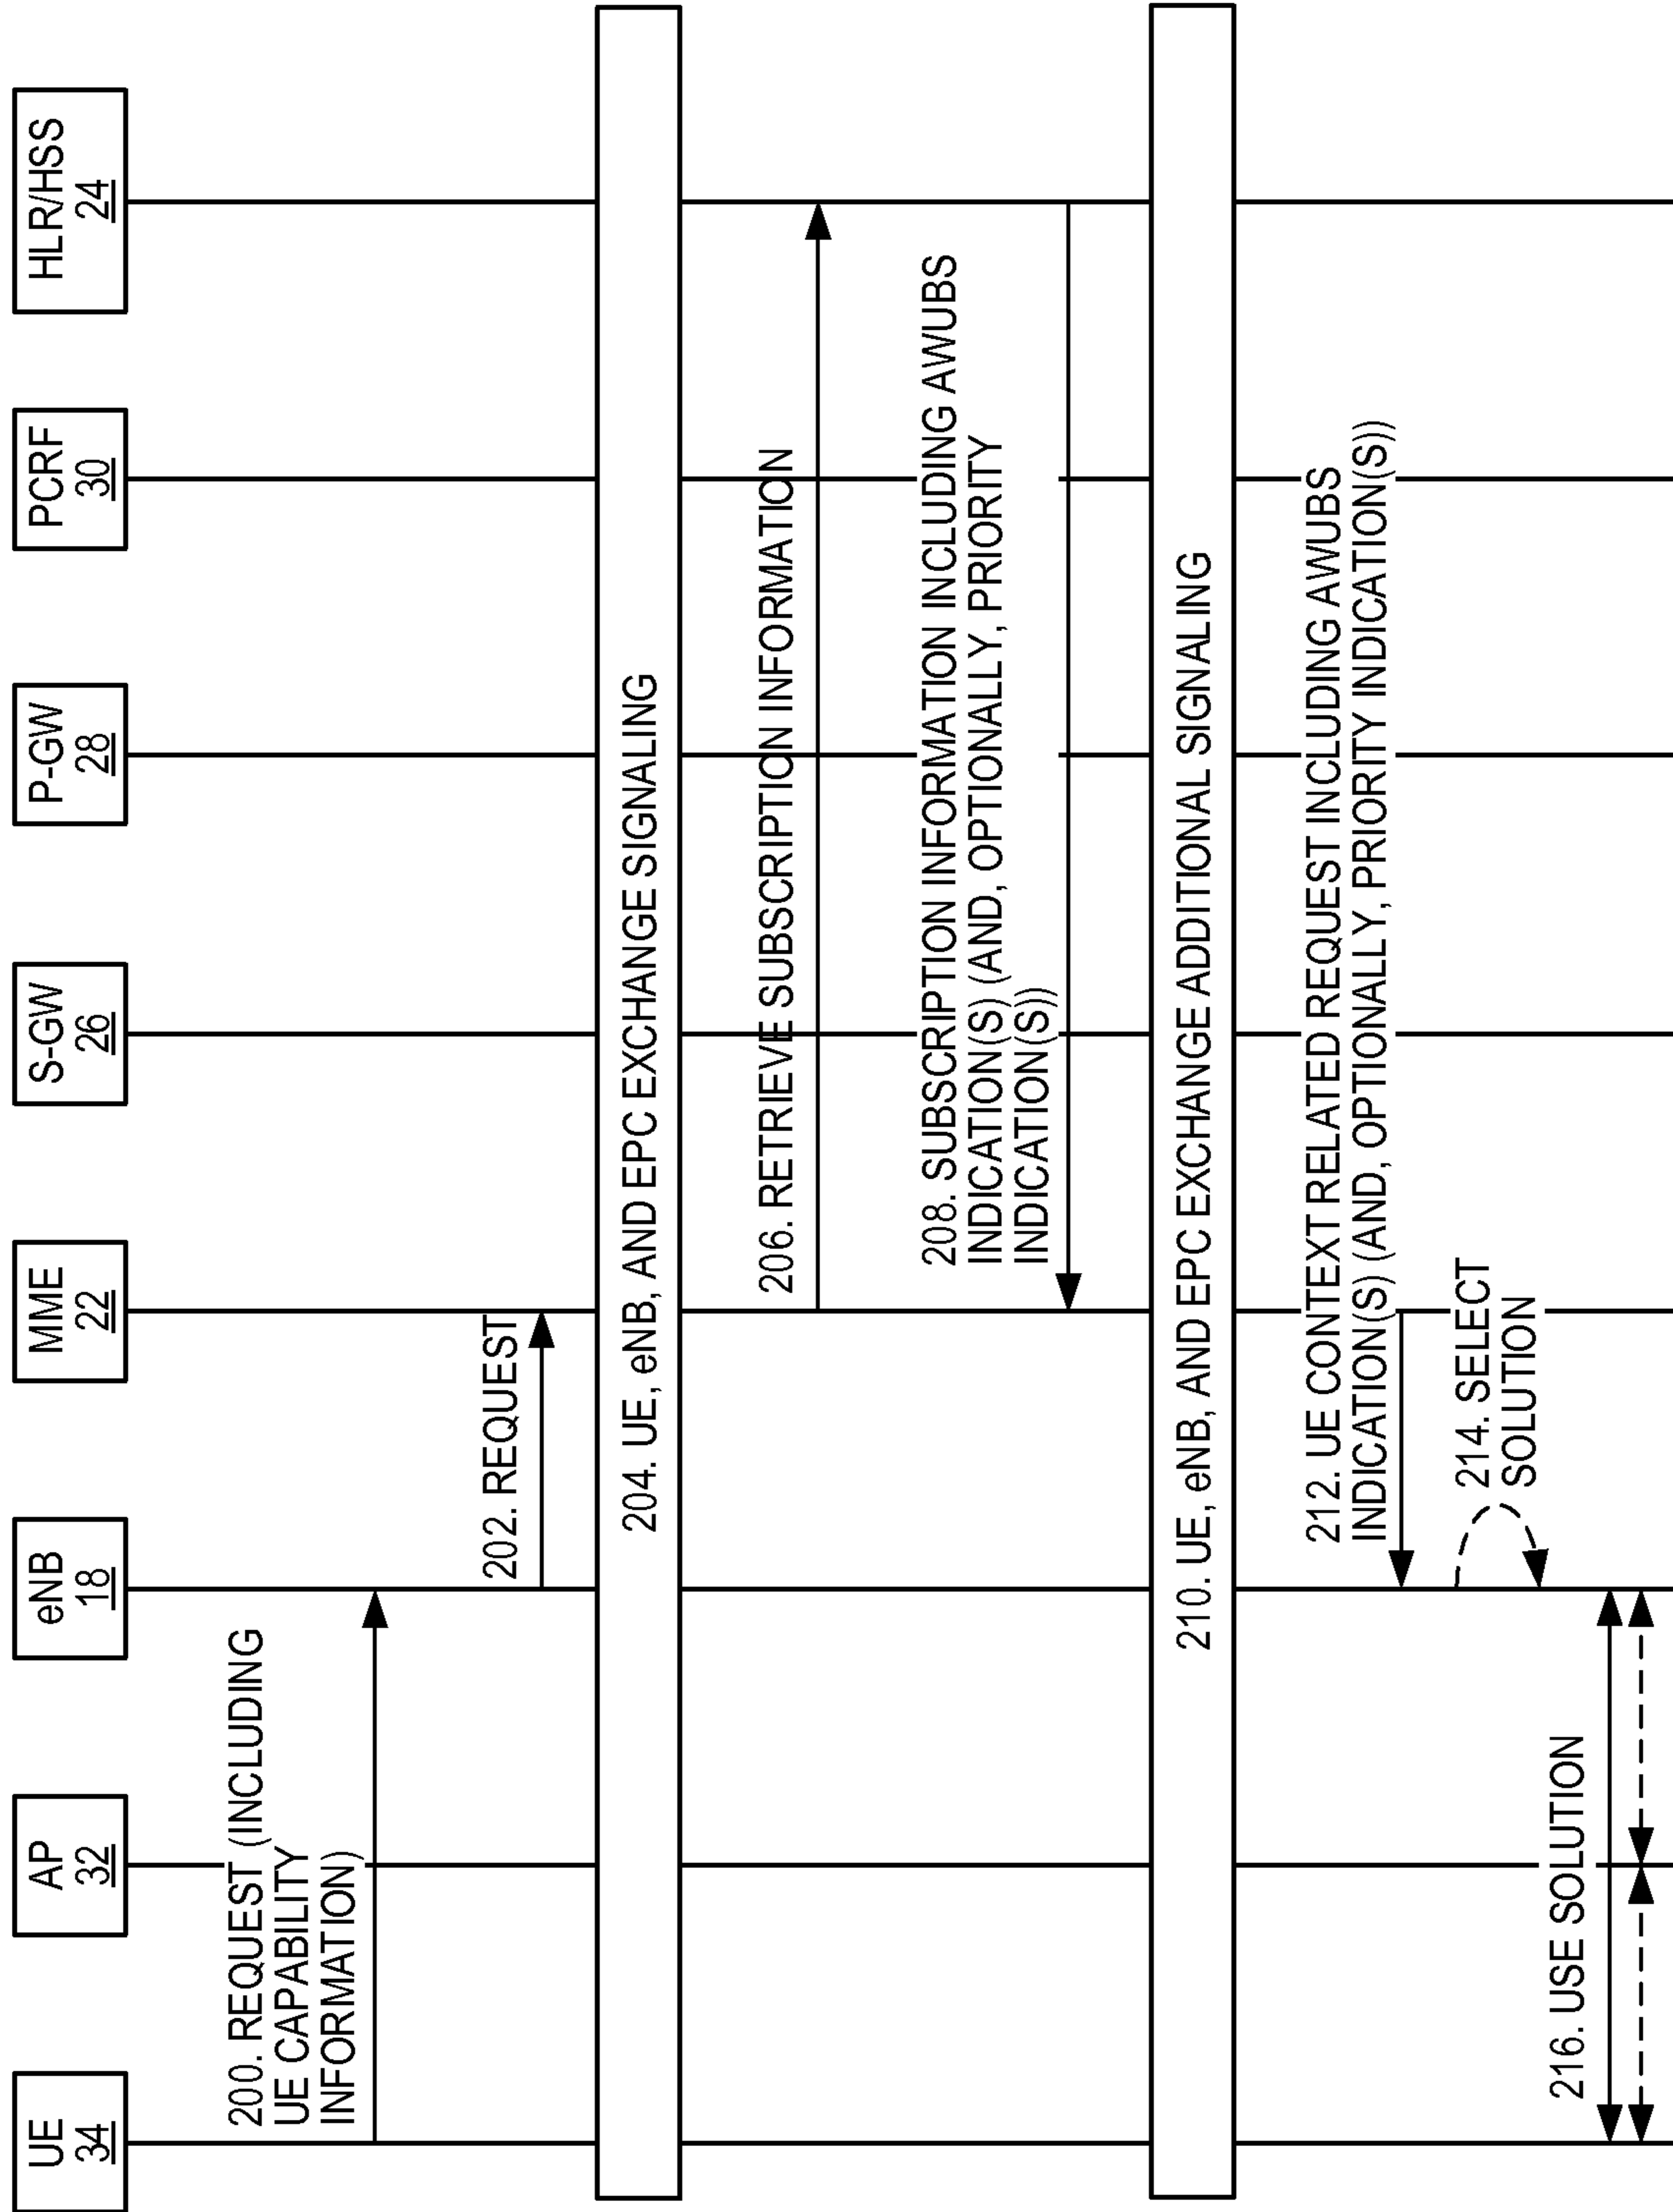 UE
34
AP
32
eNB
18
MME
22
S-GW
26
P-GW
28
PCRF
30
HLR/HSS
24
200. REQUEST (INCLUDING
UE CAPABILITY
INFORMATION)
202. REQUEST
204. UE, eNB, AND EPC EXCHANGE SIGNALING
206. RETRIEVE SUBSCRIPTION INFORMATION
208. SUBSCRIPTION INFORMATION INCLUDING AWUBS
INDICATION(S) (AND, OPTIONALLY, PRIORITY
INDICATION(S))
210. UE, eNB, AND EPC EXCHANGE ADDITIONAL SIGNALING
212. UE CONTEXT RELATED REQUEST INCLUDING AWUBS
INDICATION(S) (AND, OPTIONALLY, PRIORITY INDICATION(S))
214. SELECT
SOLUTION
216. USE SOLUTION